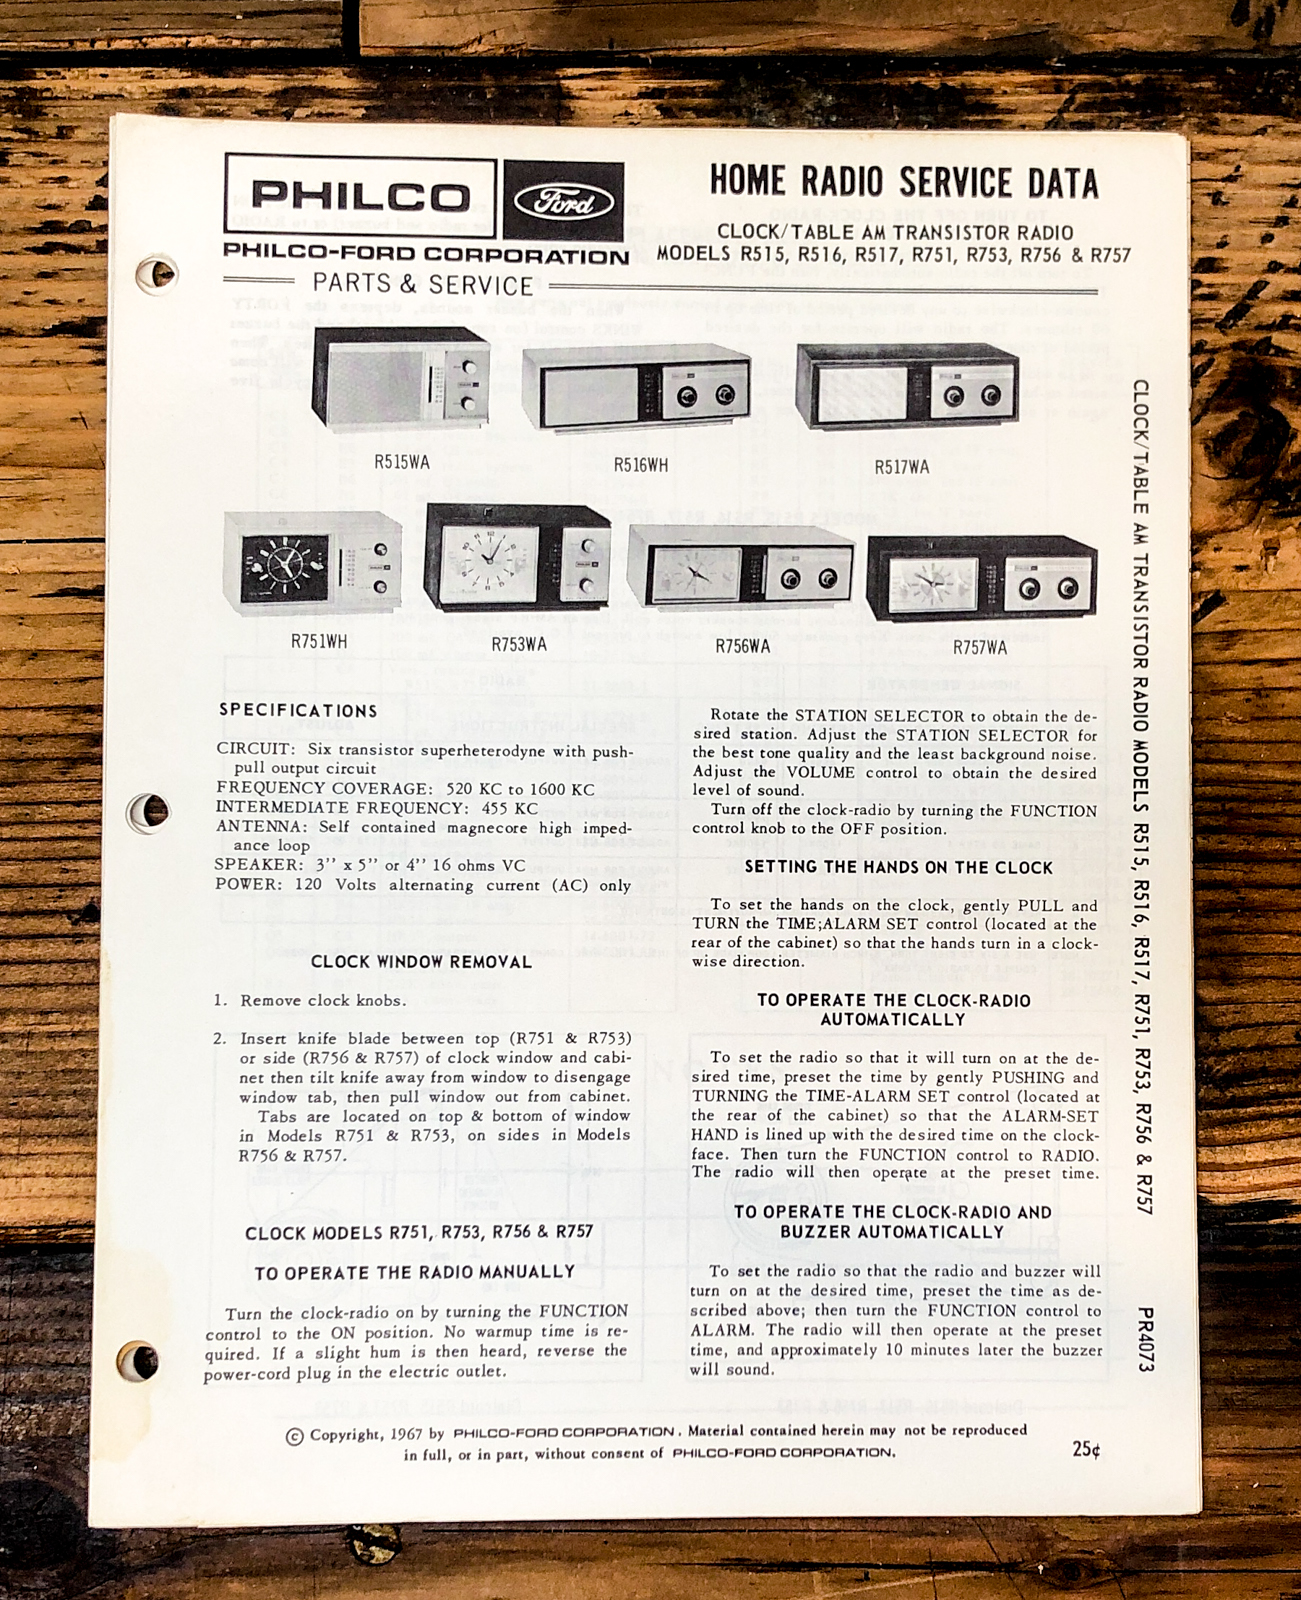 PHILCO
Ford
PHILCO-FORD CORPORATION
PARTS & SERVICE
HOME RADIO SERVICE DATA
CLOCK/TABLE AM TRANSISTOR RADIO
MODELS R515, R516, R517, R751, R753, R756 & R757
R515WA
R516WH
R517WA
R751WH
R753WA
R756WA
R757WA
SPECIFICATIONS
CIRCUIT: Six transistor superheterodyne with push-
pull output circuit
FREQUENCY COVERAGE: 520 KC to 1600 KC
INTERMEDIATE FREQUENCY: 455 KC
ANTENNA: Self contained magnecore high imped-
ance loop
SPEAKER: 3'' x 5'' or 4'' 16 ohms VC
POWER: 120 Volts alternating current (AC) only
CLOCK WINDOW REMOVAL
1. Remove clock knobs.
2. Insert knife blade between top (R751 & R753)
or side (R756 & R757) of clock window and cabi-
net then tilt knife away from window to disengage
window tab, then pull window out from cabinet.
Tabs are located on top & bottom of window
in Models R751 & R753, on sides in Models
R756 & R757.
CLOCK MODELS R751, R753, R756 & R757
TO OPERATE THE RADIO MANUALLY
Turn the clock-radio on by turning the FUNCTION
control to the ON position. No warmup time is re-
quired. If a slight hum is then heard, reverse the
power-cord plug in the electric outlet.
Rotate the STATION SELECTOR to obtain the de-
sired station. Adjust the STATION SELECTOR for
the best tone quality and the least background noise.
Adjust the VOLUME control to obtain the desired
level of sound.
Turn off the clock-radio by turning the FUNCTION
control knob to the OFF position.
SETTING THE HANDS ON THE CLOCK
To set the hands on the clock, gently PULL and
TURN the TIME;ALARM SET control (located at the
rear of the cabinet) so that the hands turn in a clock-
wise direction.
TO OPERATE THE CLOCK-RADIO
AUTOMATICALLY
To set the radio so that it will turn on at the de-
sired time, preset the time by gently PUSHING and
TURNING the TIME-ALARM SET control (located at
the rear of the cabinet) so that the ALARM-SET
HAND is lined up with the desired time on the clock-
face. Then turn the FUNCTION control to RADIO.
The radio will then operate at the preset time.
TO OPERATE THE CLOCK-RADIO AND
BUZZER AUTOMATICALLY
To set the radio so that the radio and buzzer will
turn on at the desired time, preset the time as de-
scribed above; then turn the FUNCTION control to
ALARM. The radio will then operate at the preset
time, and approximately 10 minutes later the buzzer
will sound.
© Copyright, 1967 by PHILCO-FORD CORPORATION. Material contained herein may not be reproduced
in full, or in part, without consent of PHILCO-FORD CORPORATION.
25¢
CLOCK/TABLE AM TRANSISTOR RADIO MODELS R515, R516, R517, R751, R753, R756 & R757
PR4073